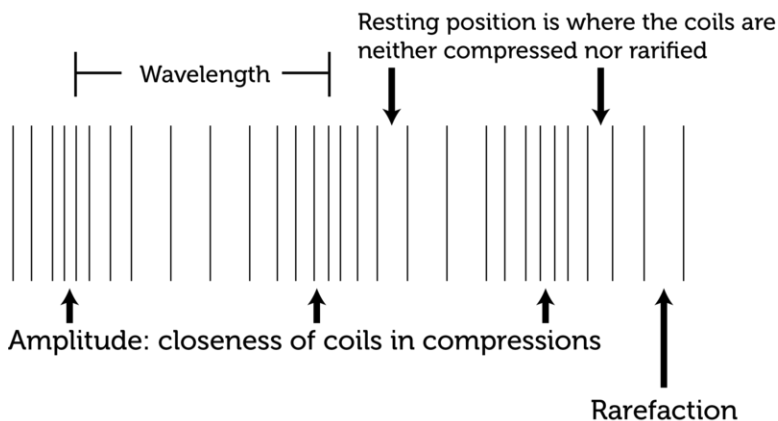 Resting position is where the coils are
neither compressed nor rarified
Wavelength
Amplitude: closeness of coils in compressions
Rarefaction